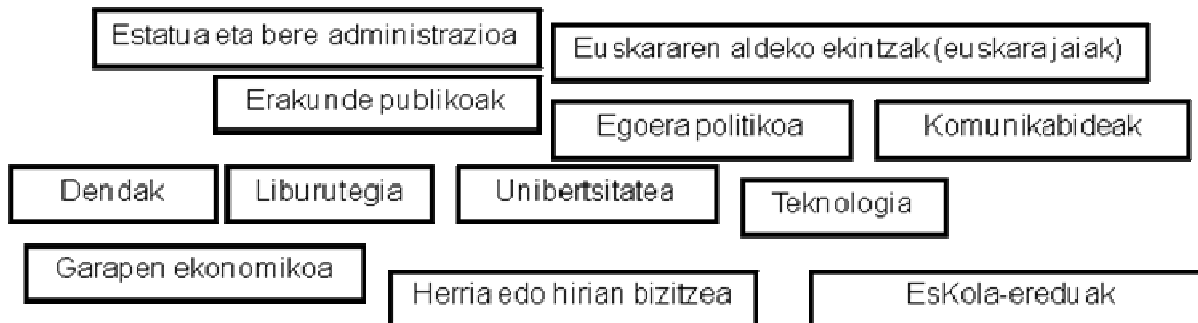 Estatua eta bere administrazioa
Euskararen aldeko ekintzak (euskara jaiak)
Erakunde publikoak
Egoera politikoa
Komunikabideak
Dendak
Liburutegia
Unibertsitatea
Teknologia
Garapen ekonomikoa
Herria edo hirian bizitzea
EsKola-ereduak